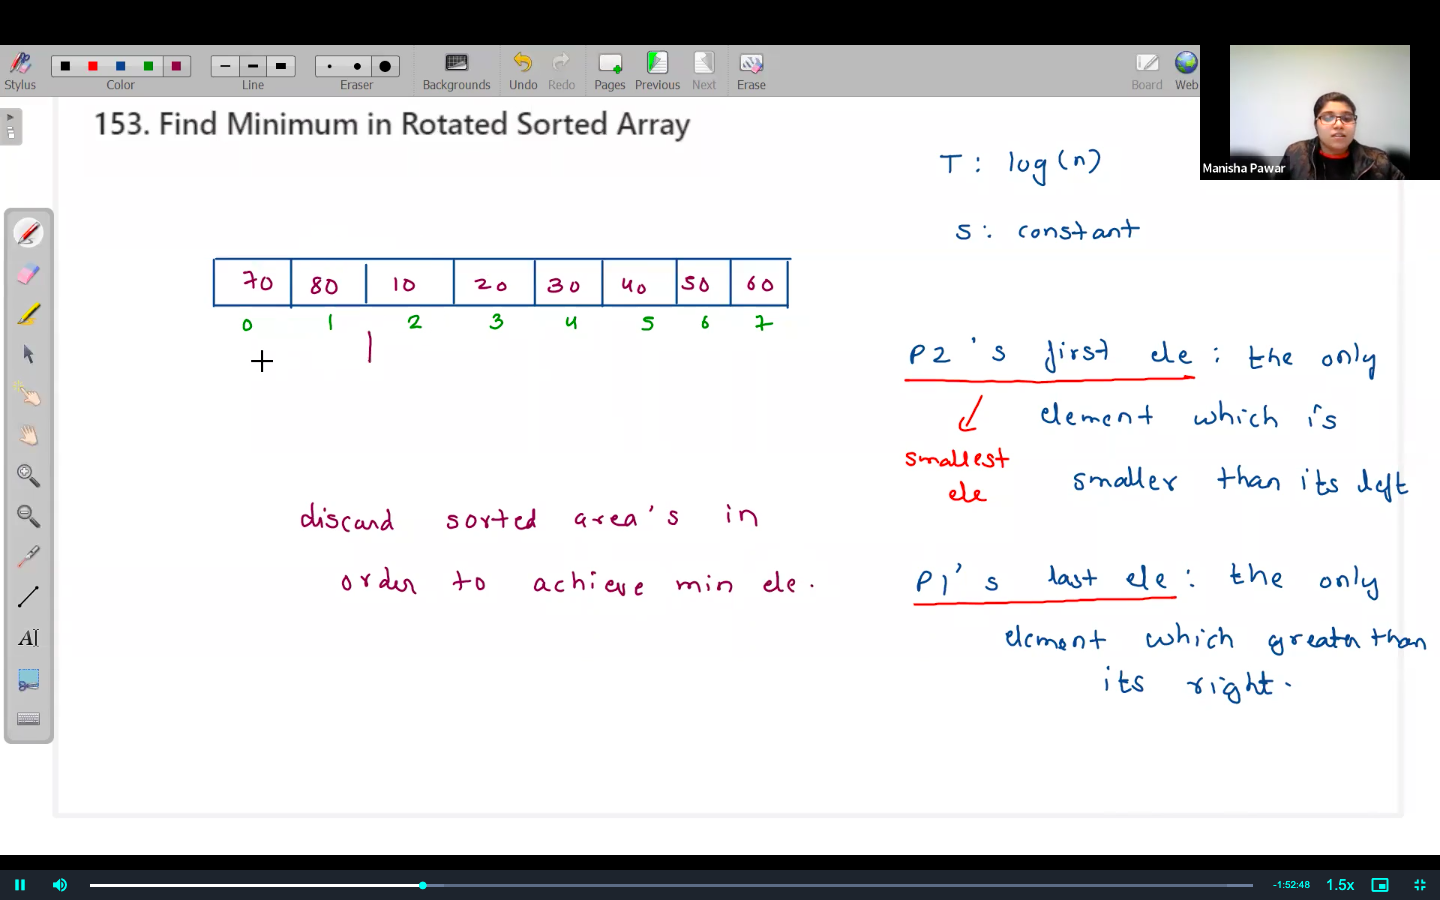 Stylus
Color
Line
Eraser
Backgrounds
Undo
Redo
Pages
Previous
Next
Erase
Board
Web
Manisha Pawar
153. Find Minimum in Rotated Sorted Array
T: log(n)
S: constant
70 80 10 20 30 40 50 60
0 1 2 3 4 5 6 7
P2's first ele : the only
element which is
smaller than its left
smallest
ele
discard sorted area's in
order to achieve min ele.
P1's last ele : the only
element which greater than
its right.
AI
-1:52:48
1.5x